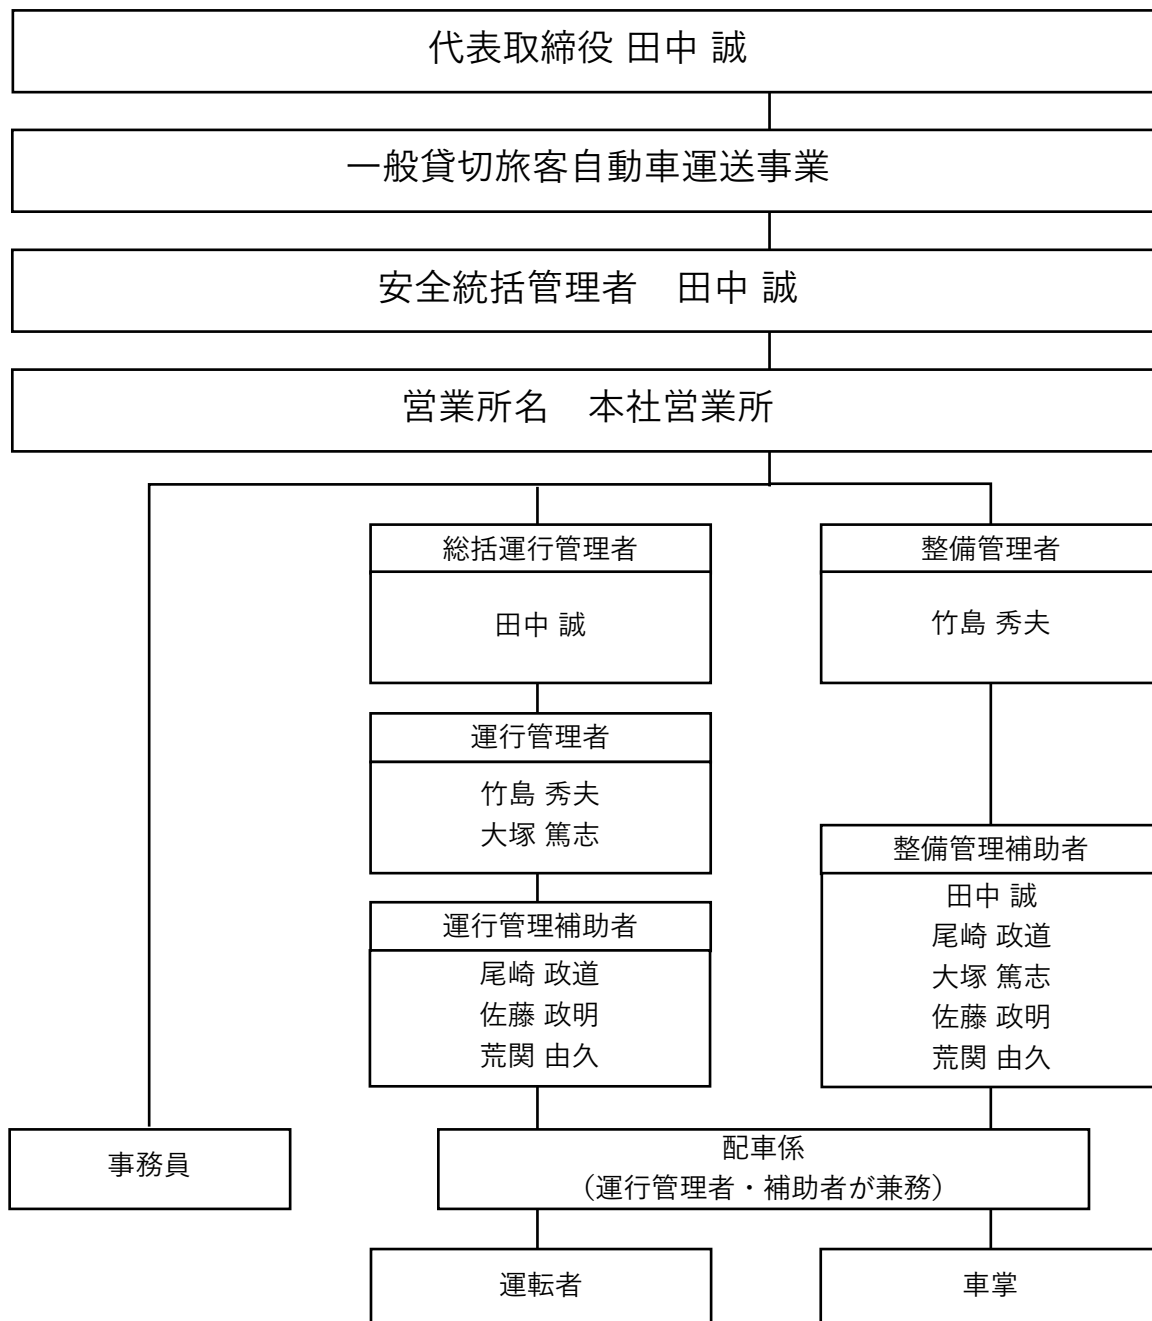 代表取締役 田中 誠
一般貸切旅客自動車運送事業
安全統括管理者　田中 誠
営業所名　本社営業所
総括運行管理者
田中 誠
運行管理者
竹島 秀夫
大塚 篤志
運行管理補助者
尾崎 政道
佐藤 政明
荒関 由久
整備管理者
竹島 秀夫
整備管理補助者
田中 誠
尾崎 政道
大塚 篤志
佐藤 政明
荒関 由久
事務員
配車係
（運行管理者・補助者が兼務）
運転者
車掌